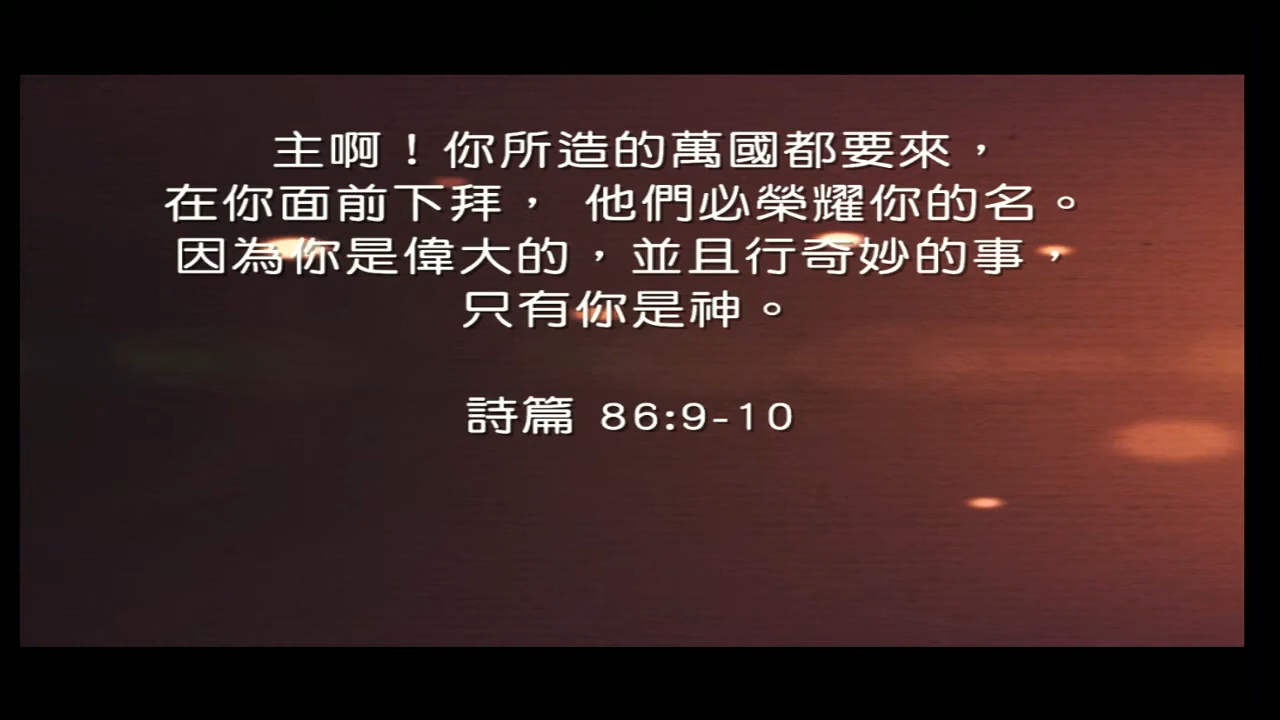 主啊！你所造的萬國都要來，
在你面前下拜， 他們必榮耀你的名。
因為你是偉大的，並且行奇妙的事，
只有你是神。
詩篇 86:9-10